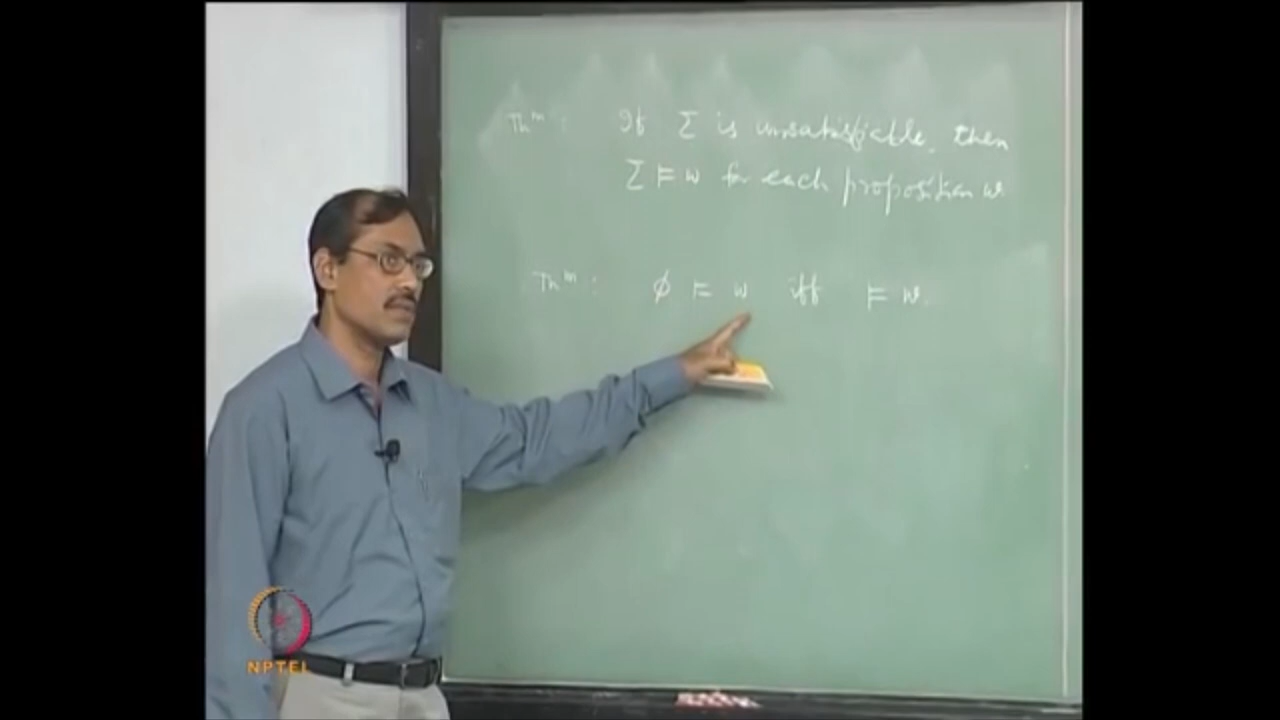 Thᵐ: If Σ is unsatisfiable, then
Σ ⊨ w for each proposition w
Thᵐ: ϕ ⊨ w iff ⊨ w.
NPTEL